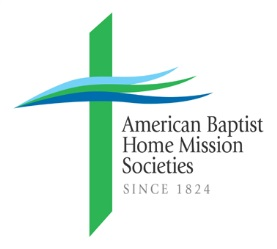 American Baptist
Home Mission
Societies
SINCE 1824